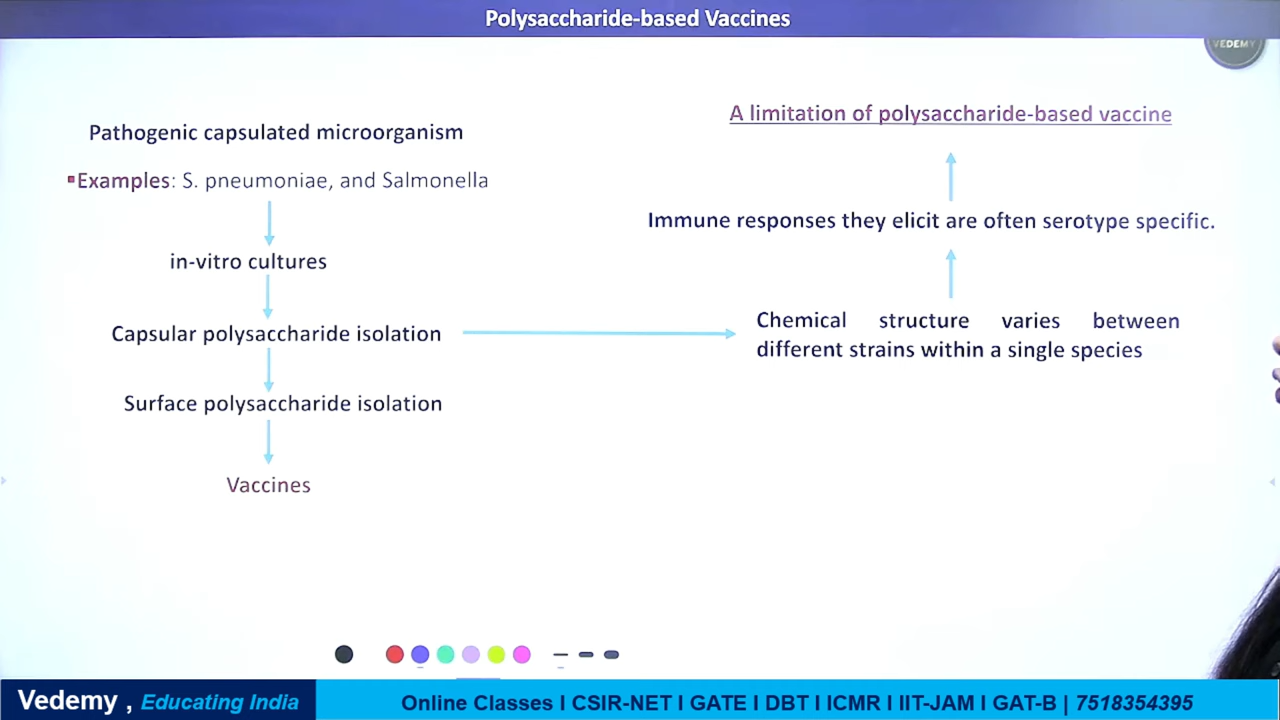 Polysaccharide-based Vaccines
VEDEMY
Pathogenic capsulated microorganism
Examples: S. pneumoniae, and Salmonella
in-vitro cultures
Capsular polysaccharide isolation
Surface polysaccharide isolation
Vaccines
A limitation of polysaccharide-based vaccine
Immune responses they elicit are often serotype specific.
Chemical structure varies between
different strains within a single species
Vedemy , Educating India
Online Classes I CSIR-NET I GATE I DBT I ICMR I IIT-JAM I GAT-B | 7518354395